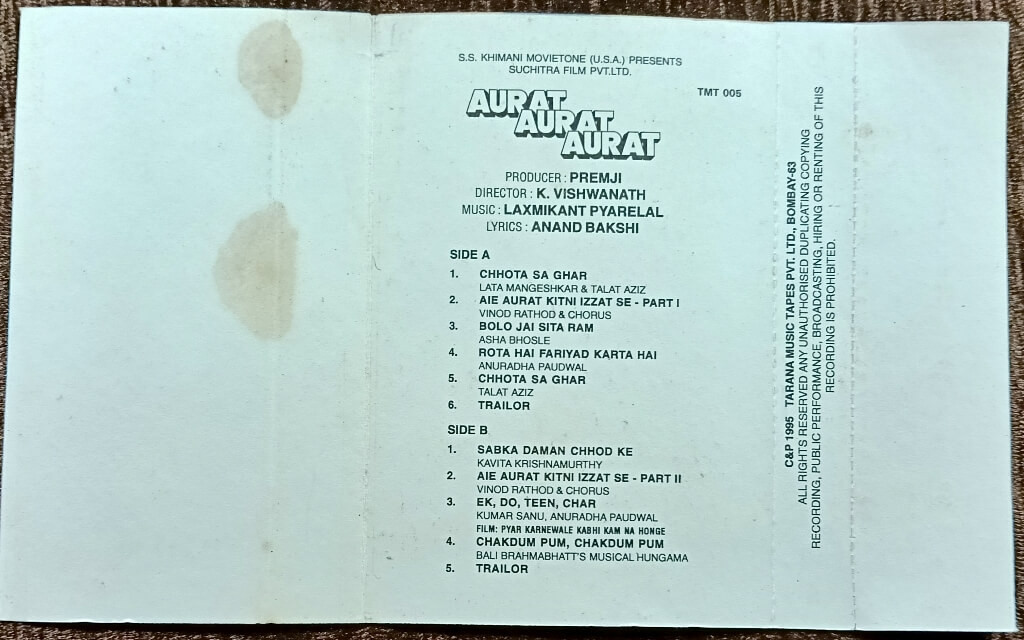 S.S. KHIMANI MOVIETONE (U.S.A.) PRESENTS
SUCHITRA FILM PVT.LTD.
TMT 005
AURAT
AURAT
AURAT
PRODUCER : PREMJI
DIRECTOR : K. VISHWANATH
MUSIC : LAXMIKANT PYARELAL
LYRICS : ANAND BAKSHI
SIDE A
1. CHHOTA SA GHAR
LATA MANGESHKAR & TALAT AZIZ
2. AIE AURAT KITNI IZZAT SE - PART I
VINOD RATHOD & CHORUS
3. BOLO JAI SITA RAM
ASHA BHOSLE
4. ROTA HAI FARIYAD KARTA HAI
ANURADHA PAUDWAL
5. CHHOTA SA GHAR
TALAT AZIZ
6. TRAILOR
SIDE B
1. SABKA DAMAN CHHOD KE
KAVITA KRISHNAMURTHY
2. AIE AURAT KITNI IZZAT SE - PART II
VINOD RATHOD & CHORUS
3. EK, DO, TEEN, CHAR
KUMAR SANU, ANURADHA PAUDWAL
FILM: PYAR KARNEWALE KABHI KAM NA HONGE
4. CHAKDUM PUM, CHAKDUM PUM
BALI BRAHMABHATT'S MUSICAL HUNGAMA
5. TRAILOR
C&P 1995 TARANA MUSIC TAPES PVT. LTD., BOMBAY-63
ALL RIGHTS RESERVED ANY UNAUTHORISED DUPLICATING COPYING
RECORDING, PUBLIC PERFORMANCE, BROADCASTING, HIRING OR RENTING OF THIS
RECORDING IS PROHIBITED.